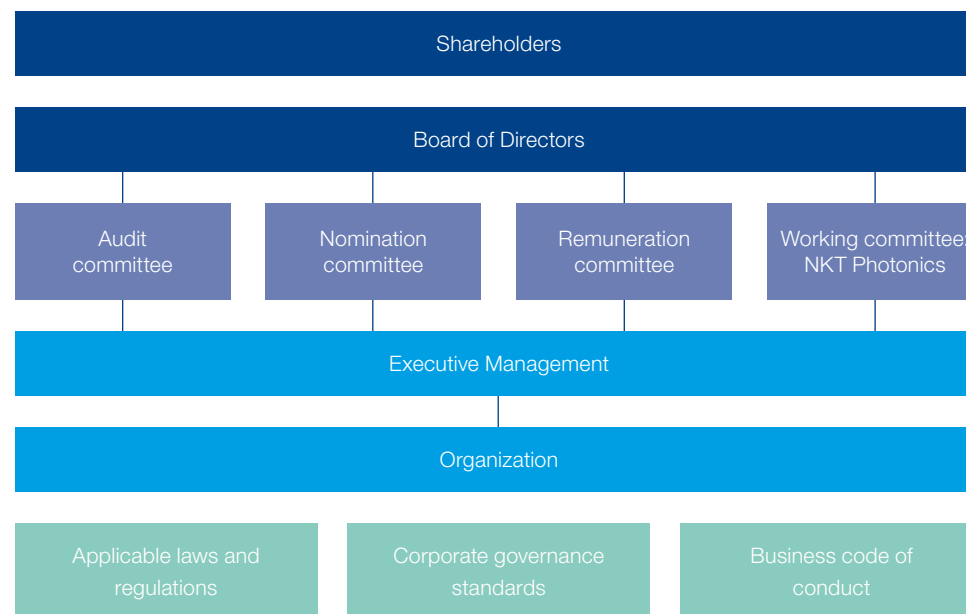 Shareholders
Board of Directors
Audit
committee
Nomination
committee
Remuneration
committee
Working committee:
NKT Photonics
Executive Management
Organization
Applicable laws and
regulations
Corporate governance
standards
Business code of
conduct